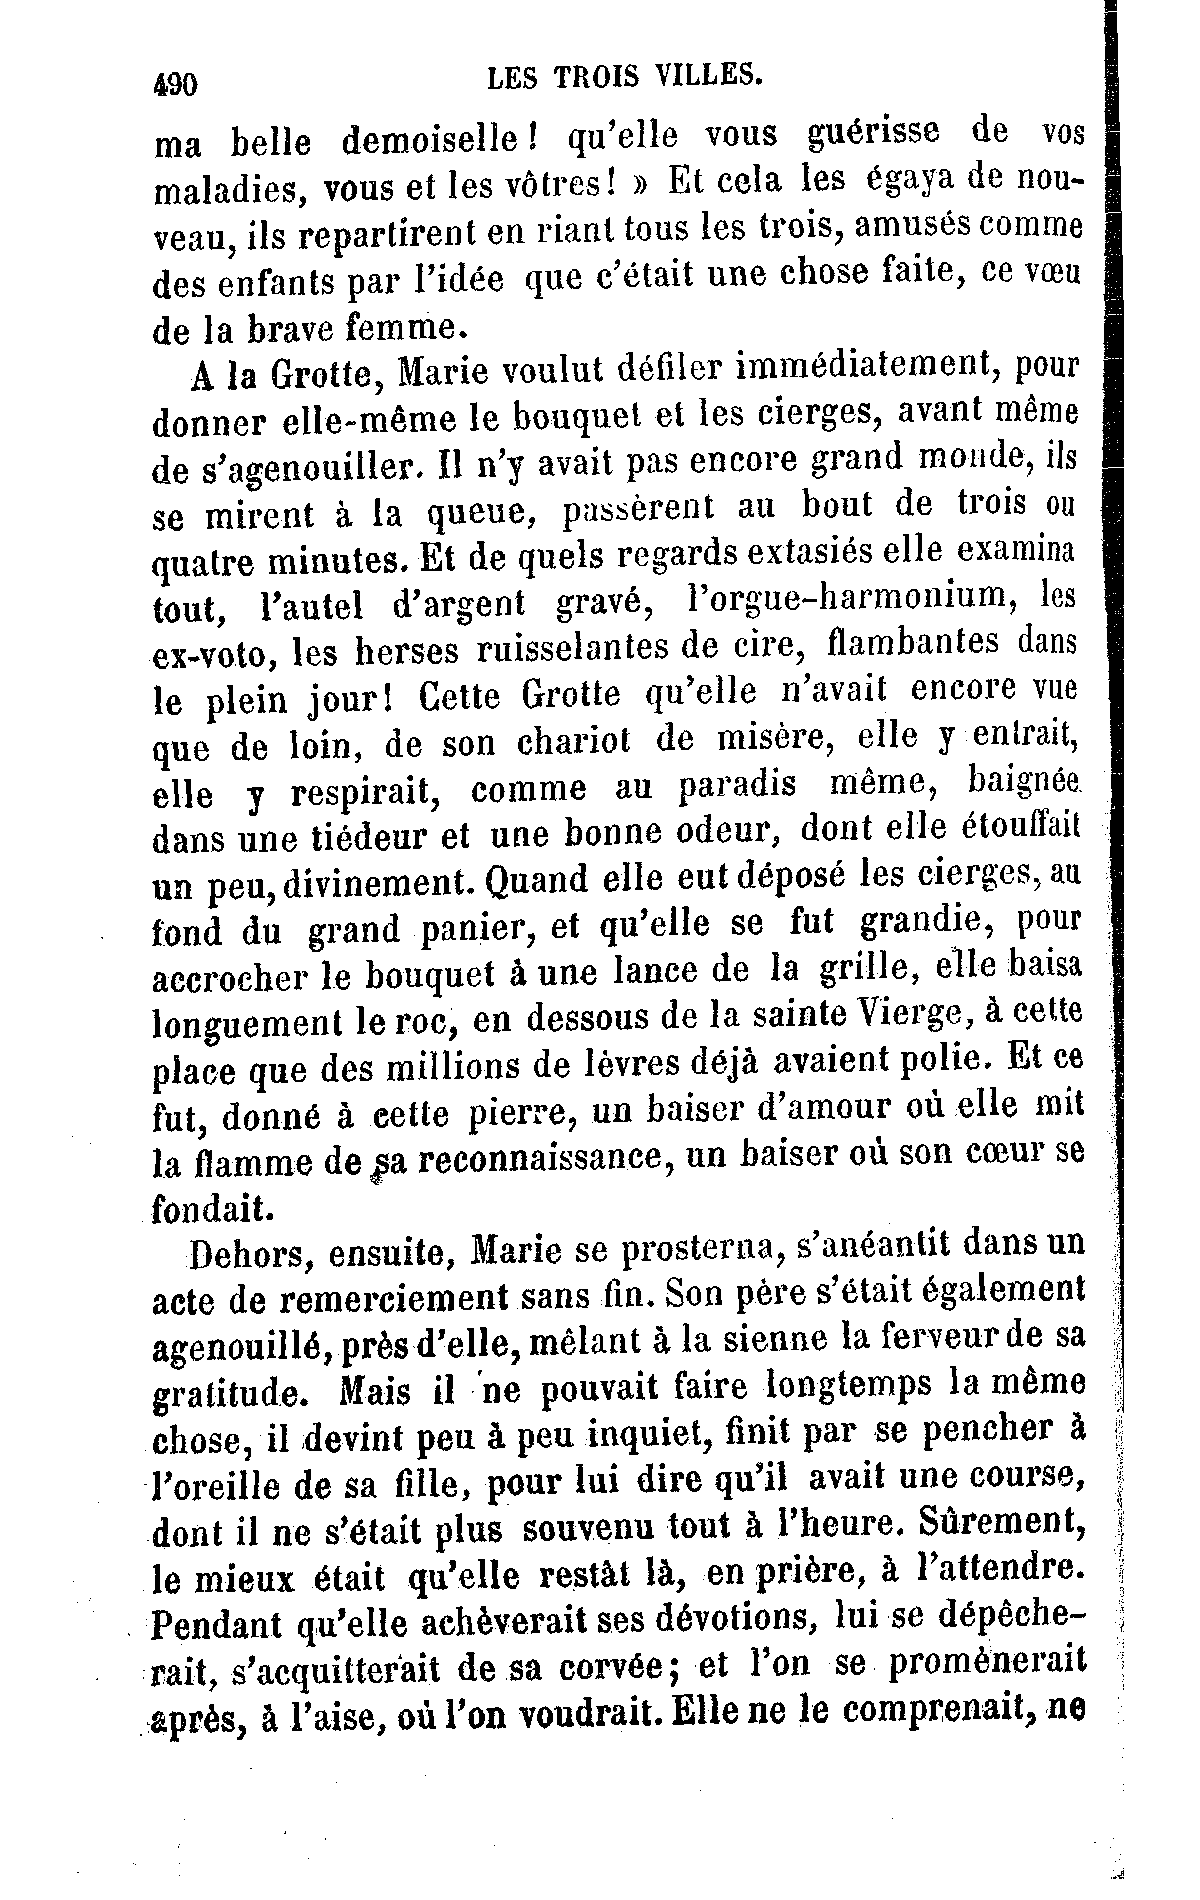 490 LES TROIS VILLES.
ma belle demoiselle ! qu'elle vous guérisse de vos
maladies, vous et les vôtres! » Et cela les égaya de nou-
veau, ils repartirent en riant tous les trois, amusés comme
des enfants par l'idée que c'était une chose faite, ce vœu
de la brave femme.
A la Grotte, Marie voulut défiler immédiatement, pour
donner elle-même le bouquet et les cierges, avant même
de s'agenouiller. Il n'y avait pas encore grand monde, ils
se mirent à la queue, passèrent au bout de trois ou
quatre minutes. Et de quels regards extasiés elle examina
tout, l'autel d'argent gravé, l'orgue-harmonium, les
ex-voto, les herses ruisselantes de cire, flambantes dans
le plein jour! Cette Grotte qu'elle n'avait encore vue
que de loin, de son chariot de misère, elle y entrait,
elle y respirait, comme au paradis même, baignée
dans une tiédeur et une bonne odeur, dont elle étouffait
un peu, divinement. Quand elle eut déposé les cierges, au
fond du grand panier, et qu'elle se fut grandie, pour
accrocher le bouquet à une lance de la grille, elle baisa
longuement le roc, en dessous de la sainte Vierge, à cette
place que des millions de lèvres déjà avaient polie. Et ce
fut, donné à cette pierre, un baiser d'amour où elle mit
la flamme de sa reconnaissance, un baiser où son cœur se
fondait.
Dehors, ensuite, Marie se prosterna, s'anéantit dans un
acte de remerciement sans fin. Son père s'était également
agenouillé, près d'elle, mêlant à la sienne la ferveur de sa
gratitude. Mais il ne pouvait faire longtemps la même
chose, il devint peu à peu inquiet, finit par se pencher à
l'oreille de sa fille, pour lui dire qu'il avait une course,
dont il ne s'était plus souvenu tout à l'heure. Sûrement,
le mieux était qu'elle restât là, en prière, à l'attendre.
Pendant qu'elle achèverait ses dévotions, lui se dépêche-
rait, s'acquitterait de sa corvée; et l'on se promènerait
après, à l'aise, où l'on voudrait. Elle ne le comprenait, ne